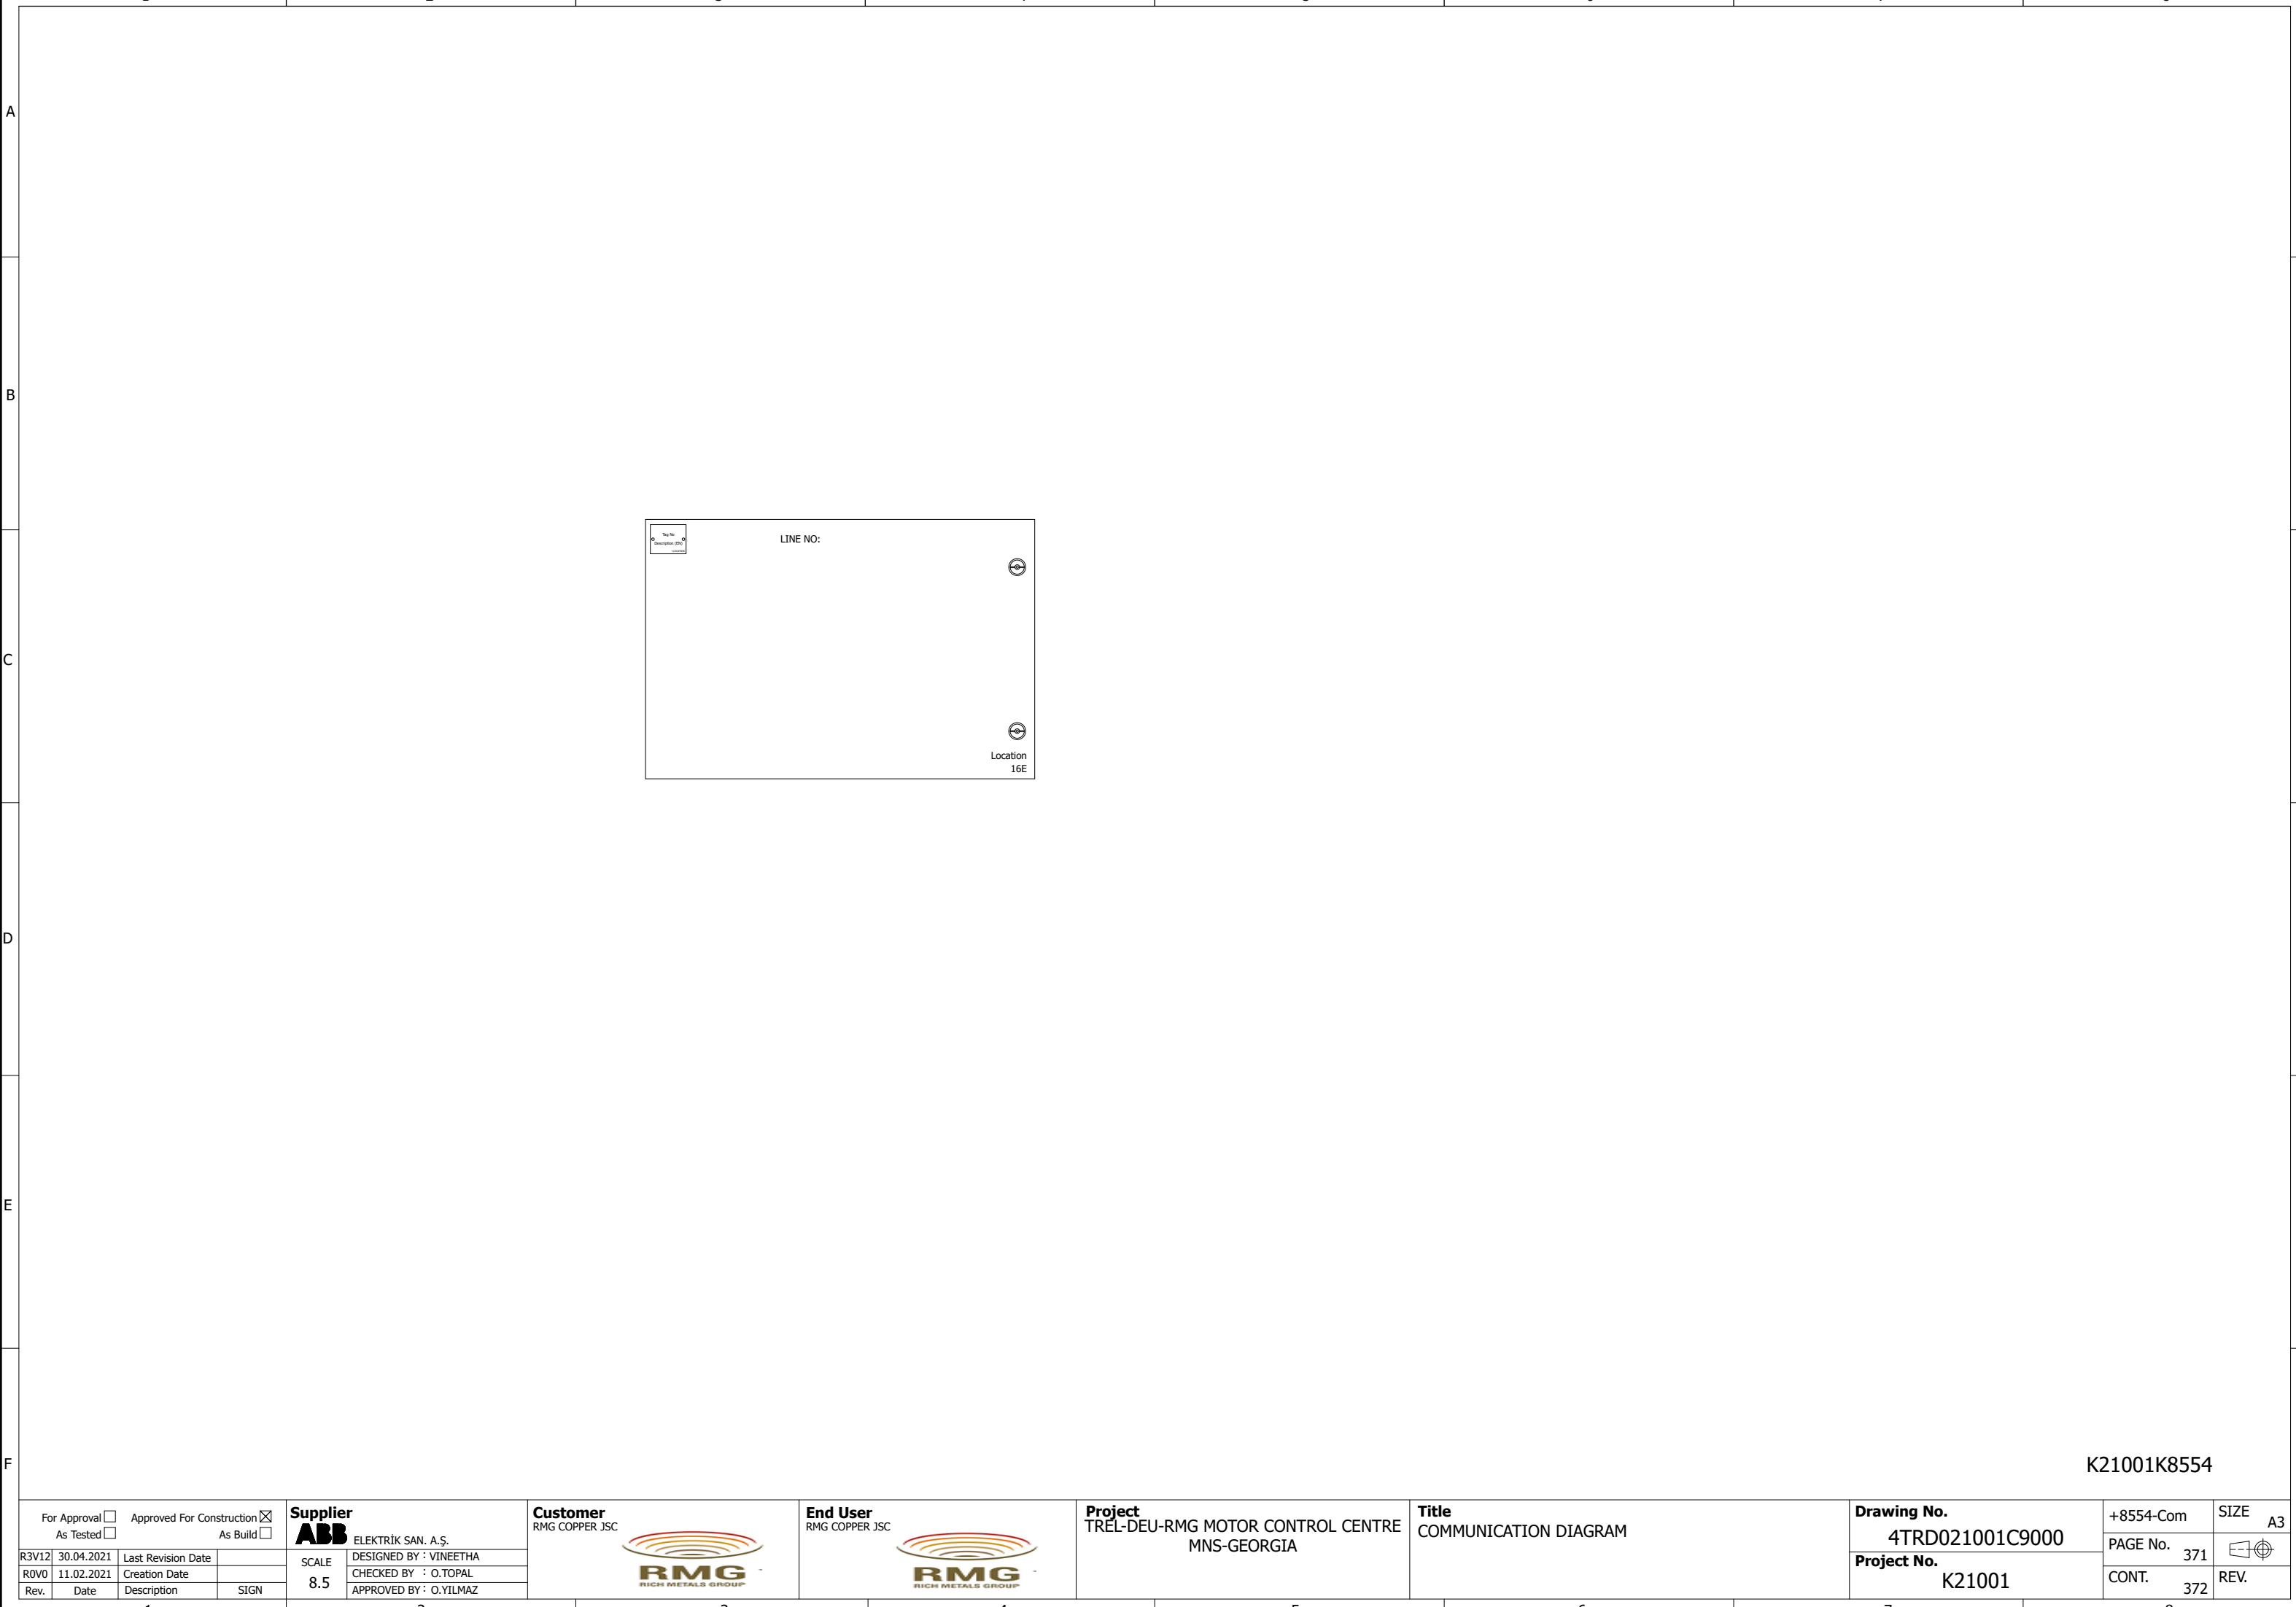 A
B
C
D
E
F
Tag No
Description (EN)
LINE NO:
Location
16E
K21001K8554
For Approval Approved For Construction
As Tested As Build
R3V12 30.04.2021 Last Revision Date
R0V0 11.02.2021 Creation Date
Rev. Date Description SIGN
Supplier
ABB ELEKTRİK SAN. A.Ş.
SCALE
8.5
DESIGNED BY : VINEETHA
CHECKED BY : O.TOPAL
APPROVED BY : O.YILMAZ
Customer
RMG COPPER JSC
RMG
RICH METALS GROUP
End User
RMG COPPER JSC
RMG
RICH METALS GROUP
Project
TREL-DEU-RMG MOTOR CONTROL CENTRE
MNS-GEORGIA
Title
COMMUNICATION DIAGRAM
Drawing No.
4TRD021001C9000
Project No.
K21001
+8554-Com
PAGE No. 371
CONT. 372
SIZE A3
REV.